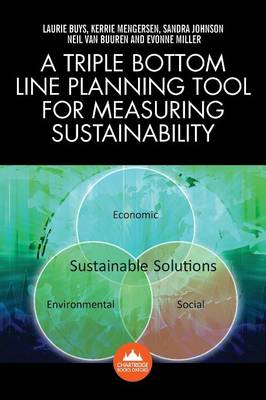 LAURIE BUYS, KERRIE MENGERSEN, SANDRA JOHNSON,
NEIL VAN BUUREN AND EVONNE MILLER
A TRIPLE BOTTOM
LINE PLANNING TOOL
FOR MEASURING
SUSTAINABILITY
Economic
Sustainable Solutions
Environmental
Social
CHARTRIDGE
BOOKS OXFORD